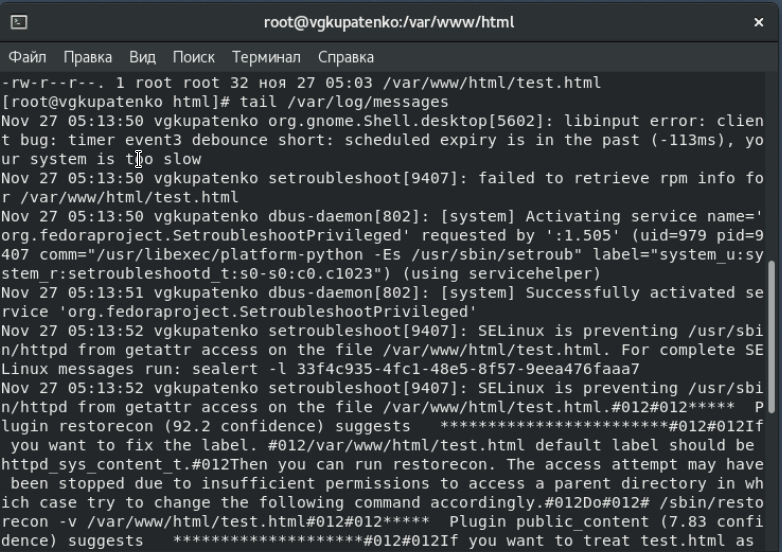 root@vgkupatenko:/var/www/html
Файл Правка Вид Поиск Терминал Справка
-rw-r--r--. 1 root root 32 ноя 27 05:03 /var/www/html/test.html
[root@vgkupatenko html]# tail /var/log/messages
Nov 27 05:13:50 vgkupatenko org.gnome.Shell.desktop[5602]: libinput error: clien
t bug: timer event3 debounce short: scheduled expiry is in the past (-113ms), yo
ur system is too slow
Nov 27 05:13:50 vgkupatenko setroubleshoot[9407]: failed to retrieve rpm info fo
r /var/www/html/test.html
Nov 27 05:13:50 vgkupatenko dbus-daemon[802]: [system] Activating service name='
org.fedoraproject.SetroubleshootPrivileged' requested by ':1.505' (uid=979 pid=9
407 comm="/usr/libexec/platform-python -Es /usr/sbin/setroub" label="system_u:sy
stem_r:setroubleshootd_t:s0-s0:c0.c1023") (using servicehelper)
Nov 27 05:13:51 vgkupatenko dbus-daemon[802]: [system] Successfully activated se
rvice 'org.fedoraproject.SetroubleshootPrivileged'
Nov 27 05:13:52 vgkupatenko setroubleshoot[9407]: SELinux is preventing /usr/sbi
n/httpd from getattr access on the file /var/www/html/test.html. For complete SE
Linux messages run: sealert -l 33f4c935-4fc1-48e5-8f57-9eea476faaa7
Nov 27 05:13:52 vgkupatenko setroubleshoot[9407]: SELinux is preventing /usr/sbi
n/httpd from getattr access on the file /var/www/html/test.html.#012#012*****  P
lugin restorecon (92.2 confidence) suggests   ************************#012#012If
 you want to fix the label. #012/var/www/html/test.html default label should be 
httpd_sys_content_t.#012Then you can run restorecon. The access attempt may have
 been stopped due to insufficient permissions to access a parent directory in wh
ich case try to change the following command accordingly.#012Do#012# /sbin/resto
recon -v /var/www/html/test.html#012#012*****  Plugin public_content (7.83 confi
dence) suggests   ********************#012#012If you want to treat test.html as